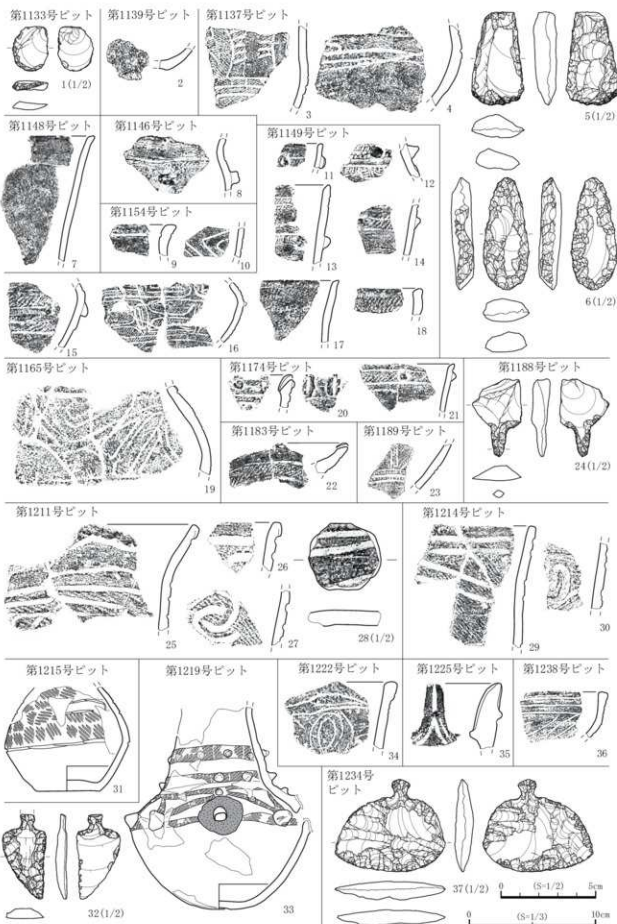 第1133号ピット
1(1/2)
第1139号ピット
2
第1137号ピット
3
4
5(1/2)
第1148号ピット
7
第1146号ピット
8
第1149号ピット
11
12
13
14
6(1/2)
第1154号ピット
9
10
15
16
17
18
第1165号ピット
19
第1174号ピット
20
21
第1188号ピット
24(1/2)
第1183号ピット
22
第1189号ピット
23
第1211号ピット
25
26
27
28(1/2)
第1214号ピット
29
30
第1215号ピット
31
第1219号ピット
33
第1222号ピット
34
第1225号ピット
35
第1238号ピット
36
32(1/2)
第1234号
ピット
37(1/2)
0 (S=1/2) 5cm
0 (S=1/3) 10cm